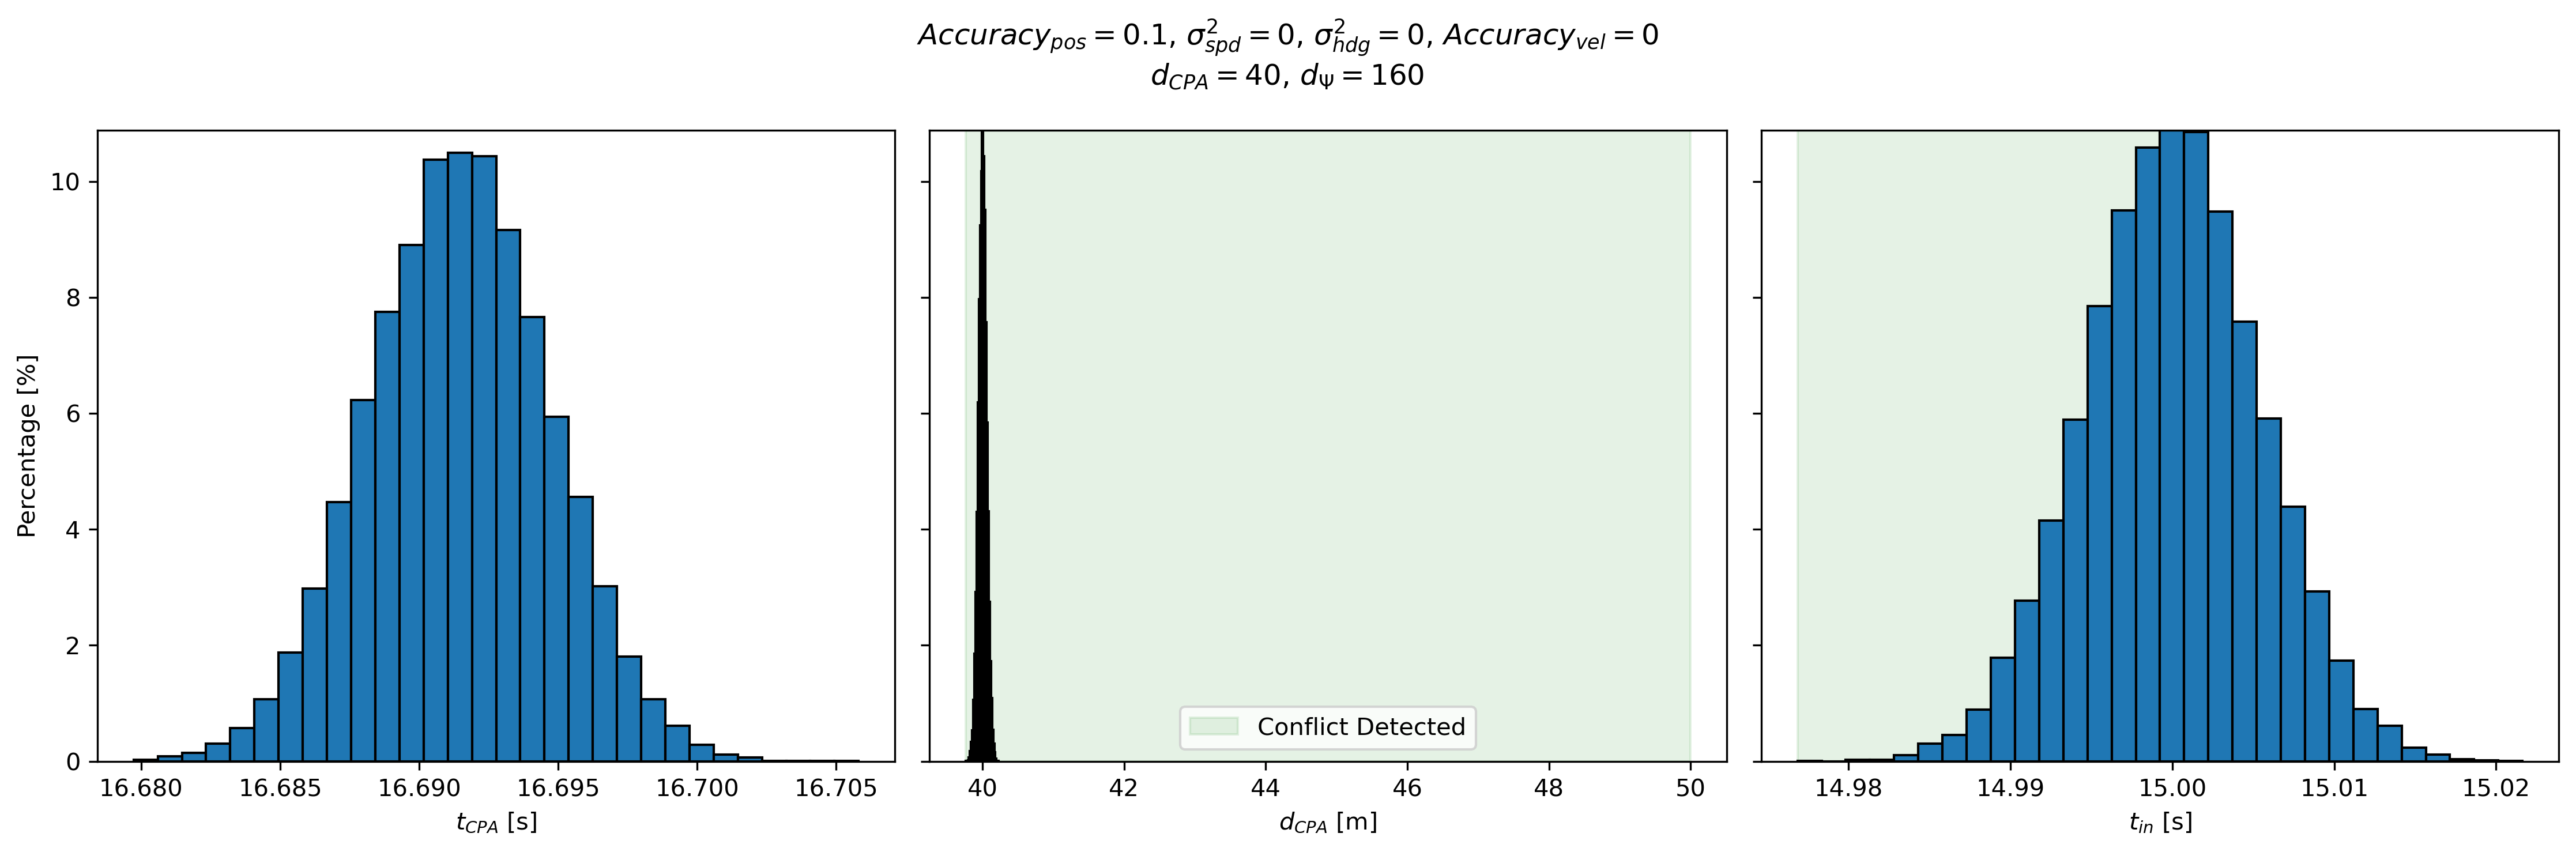 Accuracy_pos = 0.1, σ²_spd = 0, σ²_hdg = 0, Accuracy_vel = 0
d_CPA = 40, d_Ψ = 160
Percentage [%]
10
8
6
4
2
0
16.680 16.685 16.690 16.695 16.700 16.705
t_CPA [s]
Conflict Detected
40 42 44 46 48 50
d_CPA [m]
14.98 14.99 15.00 15.01 15.02
t_in [s]